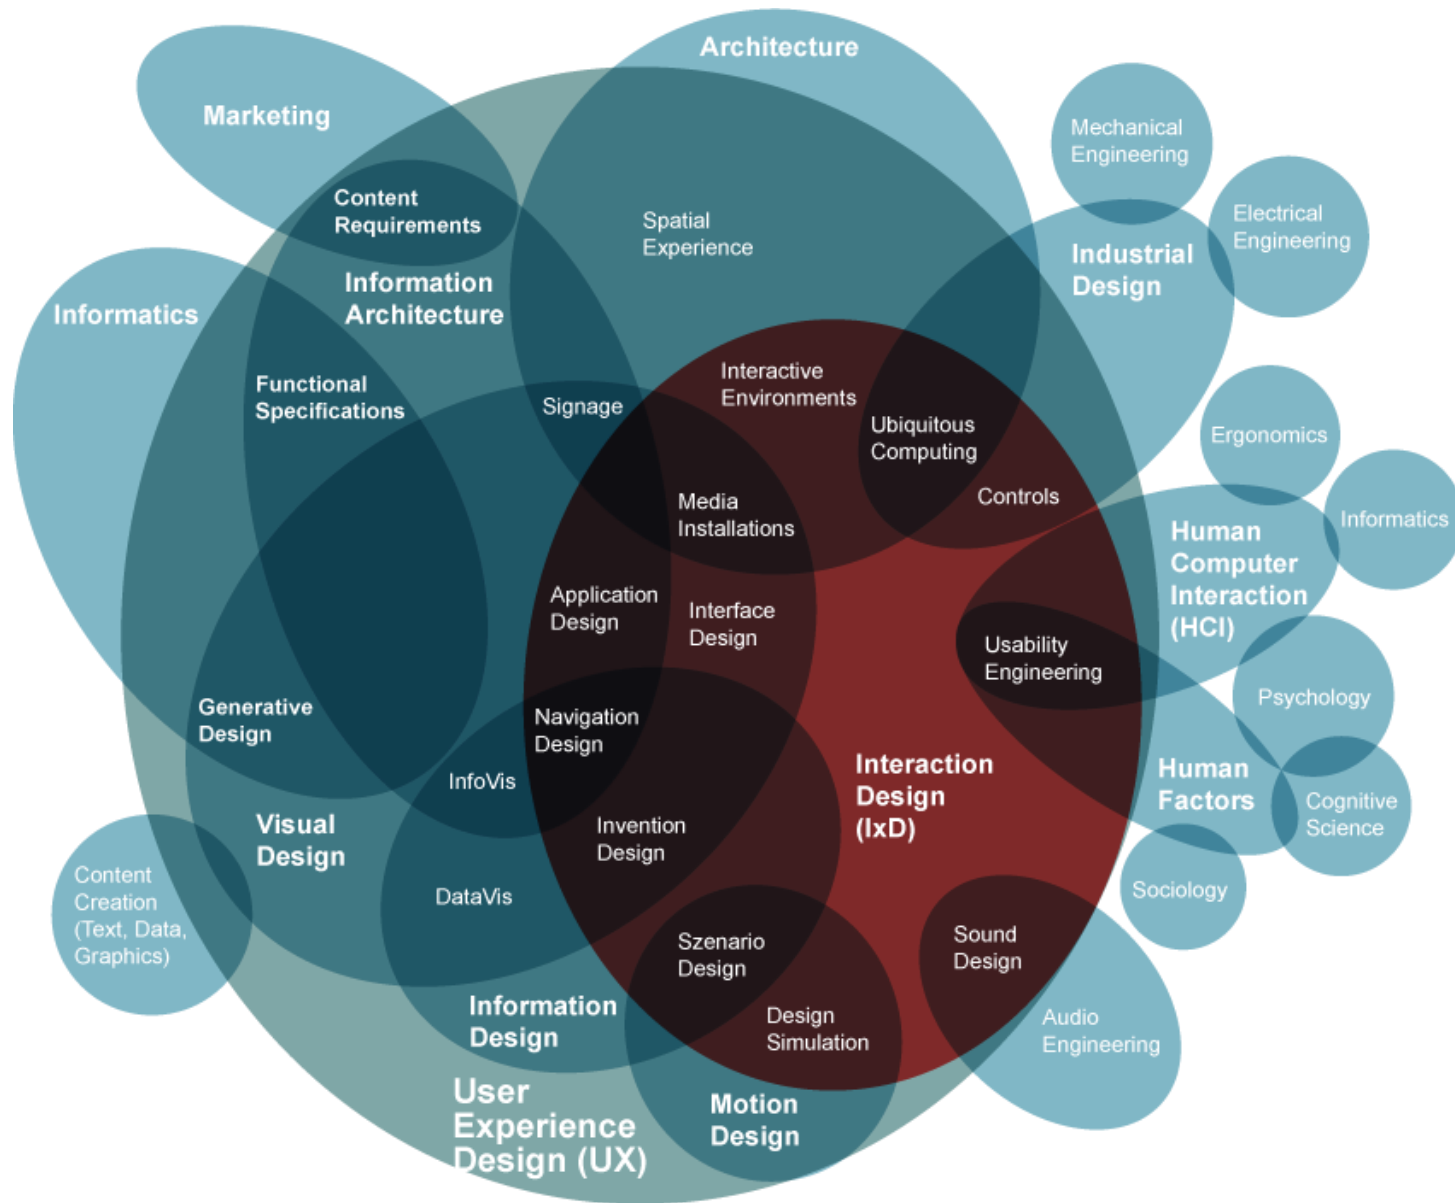 Architecture
Marketing
Mechanical
Engineering
Content
Requirements
Spatial
Experience
Electrical
Engineering
Industrial
Design
Information
Architecture
Informatics
Functional
Specifications
Signage
Interactive
Environments
Ubiquitous
Computing
Ergonomics
Controls
Media
Installations
Human
Computer
Interaction
(HCI)
Informatics
Application
Design
Interface
Design
Usability
Engineering
Psychology
Generative
Design
Navigation
Design
InfoVis
Interaction
Design
(IxD)
Human
Factors
Cognitive
Science
Visual
Design
Invention
Design
Content
Creation
(Text, Data,
Graphics)
DataVis
Sociology
Szenario
Design
Sound
Design
Information
Design
Design
Simulation
Audio
Engineering
User
Experience
Design (UX)
Motion
Design